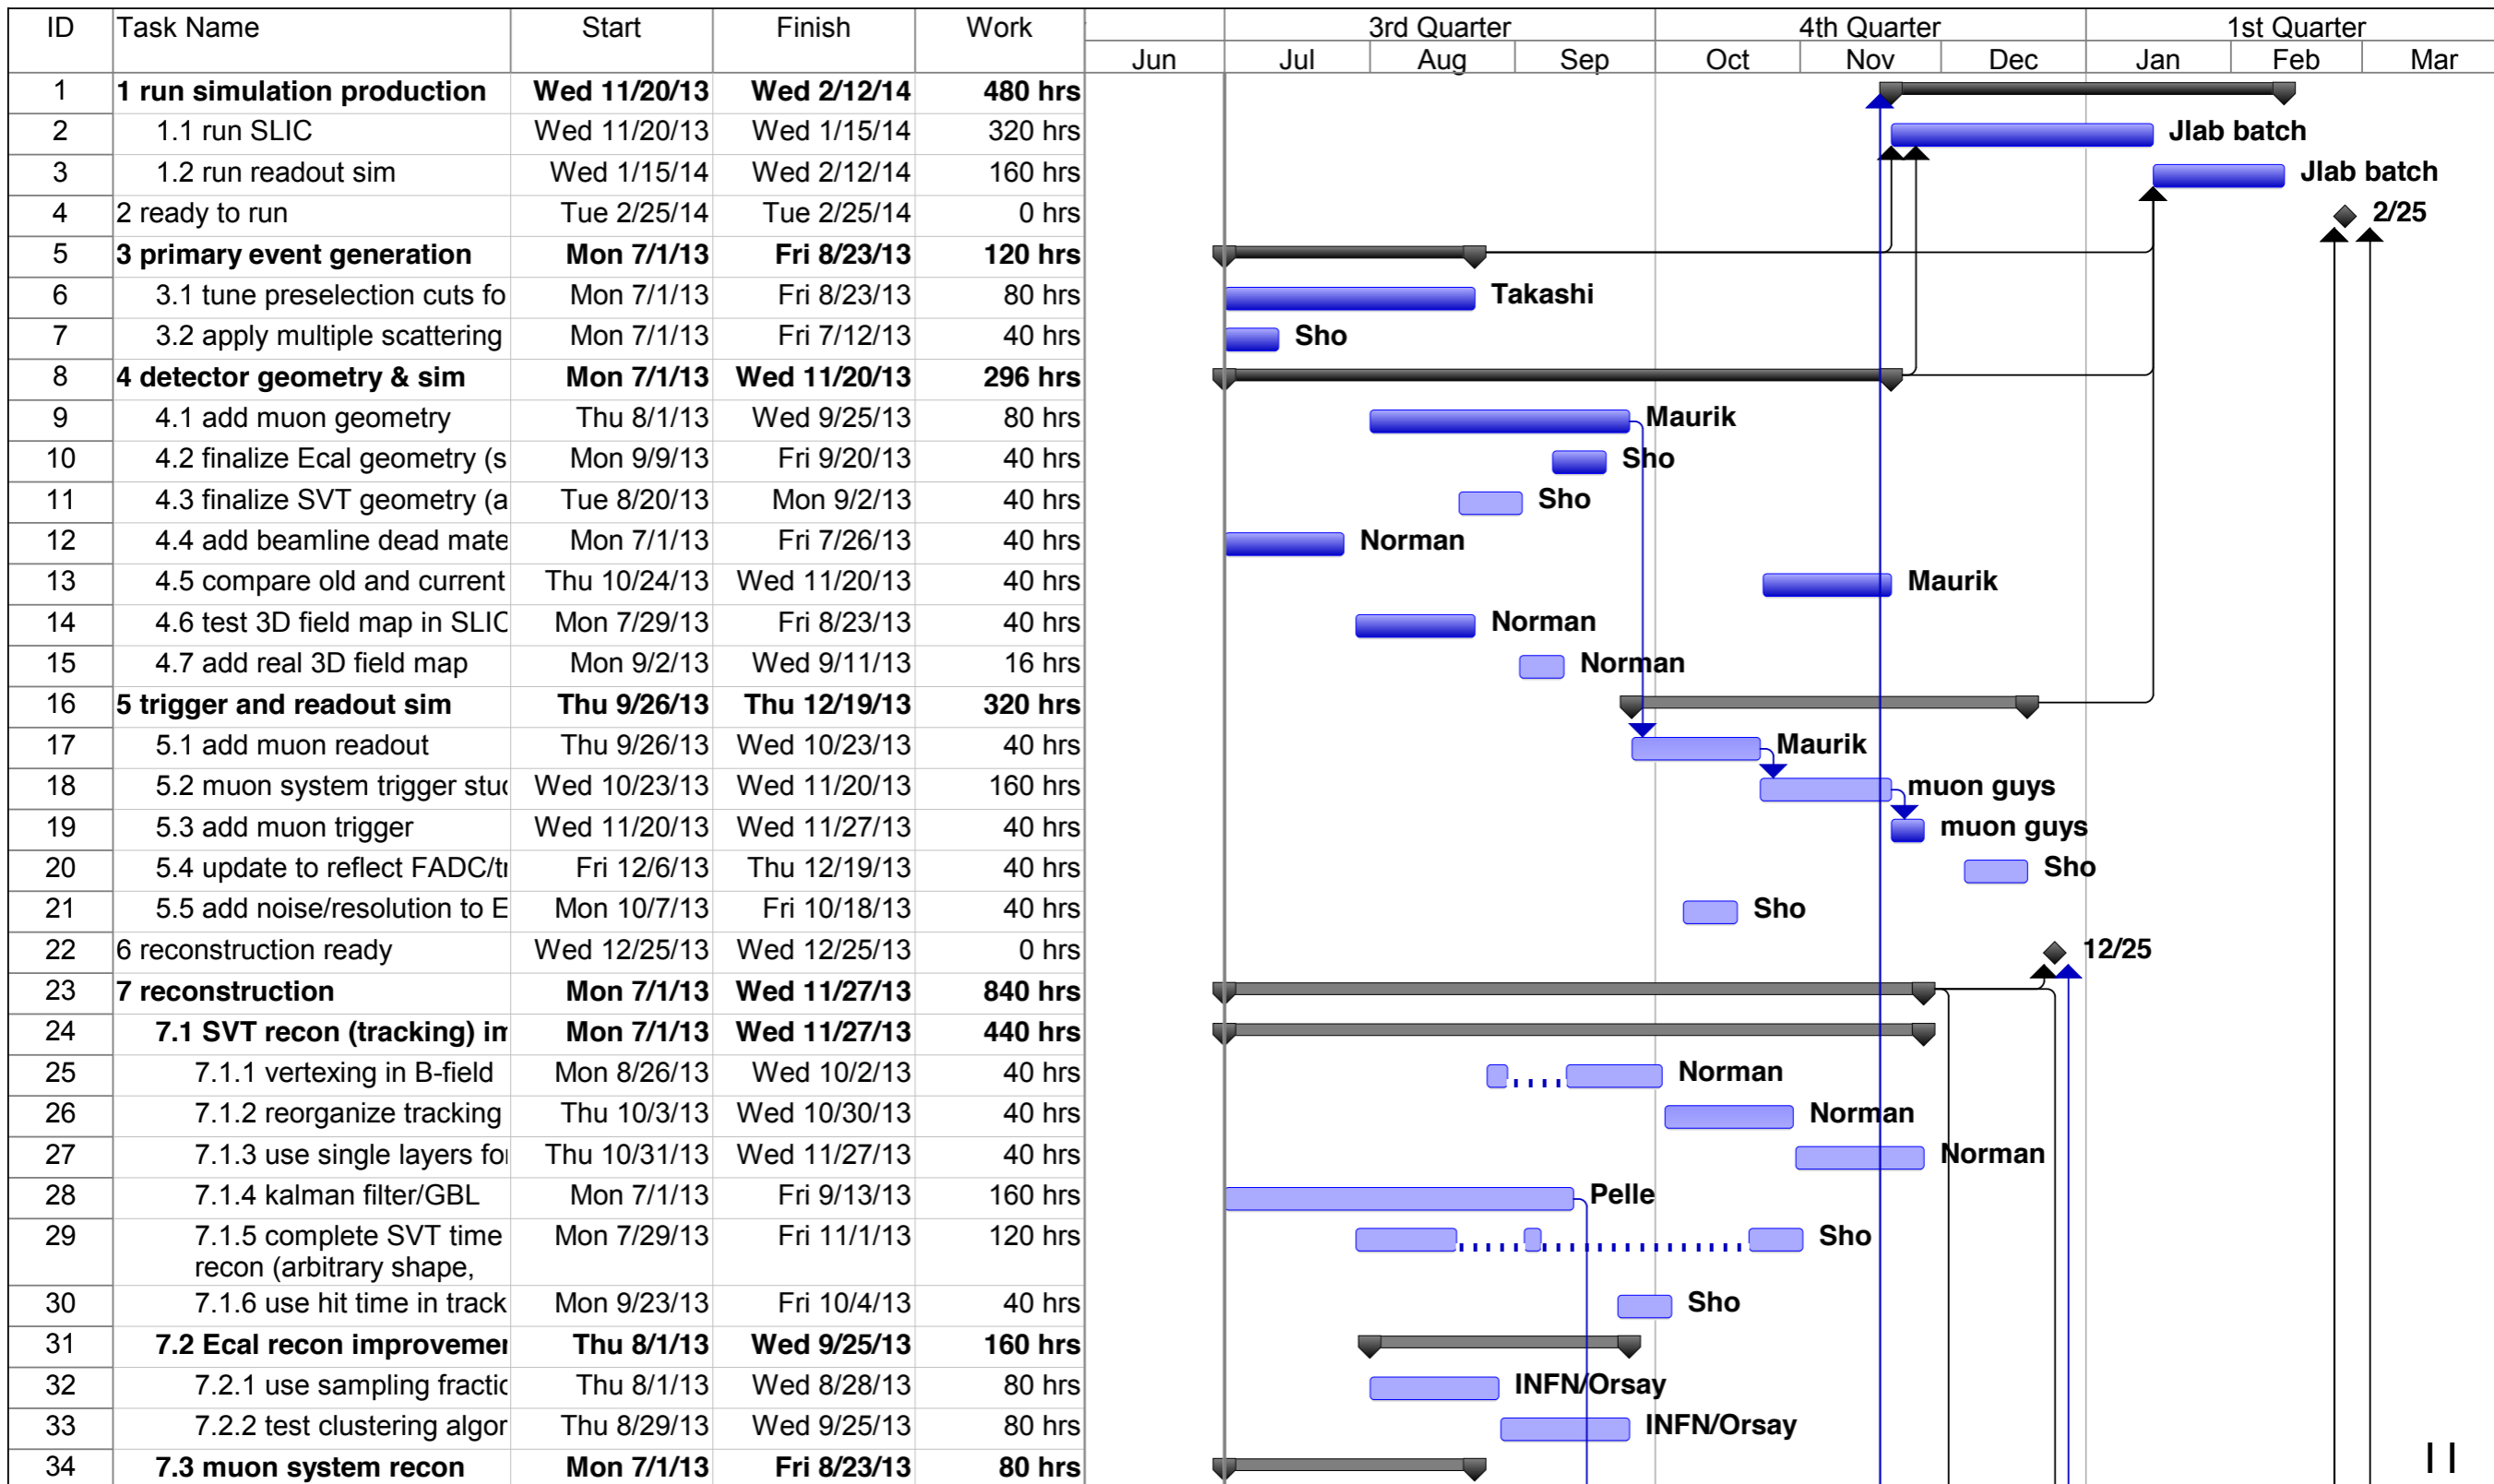 ID Task Name Start Finish Work 3rd Quarter 4th Quarter 1st Quarter
Jun Jul Aug Sep Oct Nov Dec Jan Feb Mar
1 1 run simulation production Wed 11/20/13 Wed 2/12/14 480 hrs
2 1.1 run SLIC Wed 11/20/13 Wed 1/15/14 320 hrs Jlab batch
3 1.2 run readout sim Wed 1/15/14 Wed 2/12/14 160 hrs Jlab batch
4 2 ready to run Tue 2/25/14 Tue 2/25/14 0 hrs 2/25
5 3 primary event generation Mon 7/1/13 Fri 8/23/13 120 hrs
6 3.1 tune preselection cuts fo Mon 7/1/13 Fri 8/23/13 80 hrs Takashi
7 3.2 apply multiple scattering Mon 7/1/13 Fri 7/12/13 40 hrs Sho
8 4 detector geometry & sim Mon 7/1/13 Wed 11/20/13 296 hrs
9 4.1 add muon geometry Thu 8/1/13 Wed 9/25/13 80 hrs Maurik
10 4.2 finalize Ecal geometry (s Mon 9/9/13 Fri 9/20/13 40 hrs Sho
11 4.3 finalize SVT geometry (a Tue 8/20/13 Mon 9/2/13 40 hrs Sho
12 4.4 add beamline dead mate Mon 7/1/13 Fri 7/26/13 40 hrs Norman
13 4.5 compare old and current Thu 10/24/13 Wed 11/20/13 40 hrs Maurik
14 4.6 test 3D field map in SLIC Mon 7/29/13 Fri 8/23/13 40 hrs Norman
15 4.7 add real 3D field map Mon 9/2/13 Wed 9/11/13 16 hrs Norman
16 5 trigger and readout sim Thu 9/26/13 Thu 12/19/13 320 hrs
17 5.1 add muon readout Thu 9/26/13 Wed 10/23/13 40 hrs Maurik
18 5.2 muon system trigger stud Wed 10/23/13 Wed 11/20/13 160 hrs muon guys
19 5.3 add muon trigger Wed 11/20/13 Wed 11/27/13 40 hrs muon guys
20 5.4 update to reflect FADC/tr Fri 12/6/13 Thu 12/19/13 40 hrs Sho
21 5.5 add noise/resolution to E Mon 10/7/13 Fri 10/18/13 40 hrs Sho
22 6 reconstruction ready Wed 12/25/13 Wed 12/25/13 0 hrs 12/25
23 7 reconstruction Mon 7/1/13 Wed 11/27/13 840 hrs
24 7.1 SVT recon (tracking) im Mon 7/1/13 Wed 11/27/13 440 hrs
25 7.1.1 vertexing in B-field Mon 8/26/13 Wed 10/2/13 40 hrs Norman
26 7.1.2 reorganize tracking Thu 10/3/13 Wed 10/30/13 40 hrs Norman
27 7.1.3 use single layers for Thu 10/31/13 Wed 11/27/13 40 hrs Norman
28 7.1.4 kalman filter/GBL Mon 7/1/13 Fri 9/13/13 160 hrs Pelle
29 7.1.5 complete SVT time Mon 7/29/13 Fri 11/1/13 120 hrs Sho
recon (arbitrary shape,
30 7.1.6 use hit time in track Mon 9/23/13 Fri 10/4/13 40 hrs Sho
31 7.2 Ecal recon improvemer Thu 8/1/13 Wed 9/25/13 160 hrs
32 7.2.1 use sampling fractic Thu 8/1/13 Wed 8/28/13 80 hrs INFN/Orsay
33 7.2.2 test clustering algor Thu 8/29/13 Wed 9/25/13 80 hrs INFN/Orsay
34 7.3 muon system recon Mon 7/1/13 Fri 8/23/13 80 hrs
11